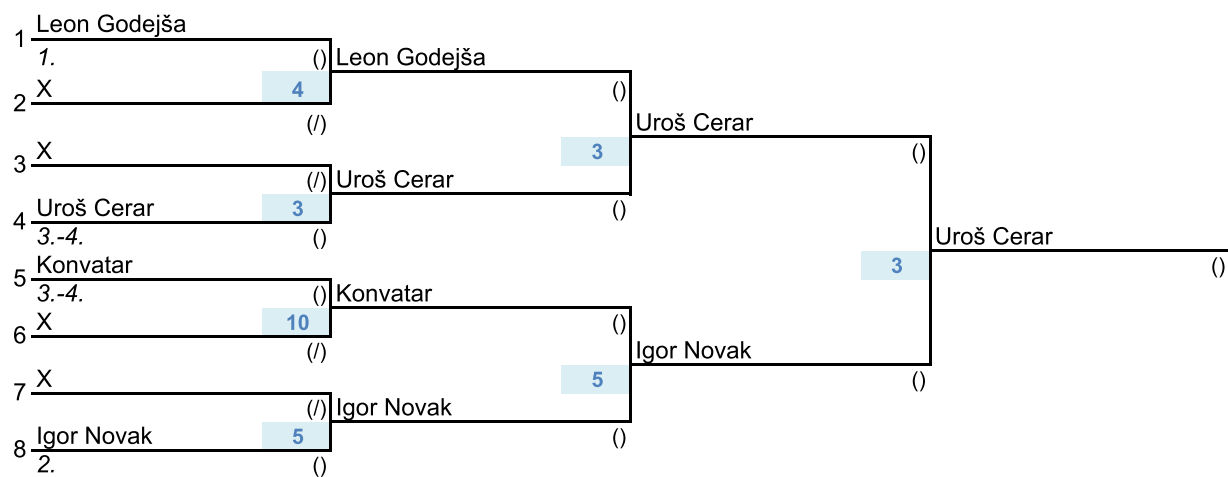 Leon Godejša
1
1. () Leon Godejša
X 4 ()
2
(/) Uroš Cerar
X 3 ()
3
(/) Uroš Cerar
Uroš Cerar 3 ()
4
3.-4. () Uroš Cerar
Konvatar 3 ()
5
3.-4. () Konvatar
X 10 ()
6
(/) Igor Novak
X 5 ()
7
(/) Igor Novak
Igor Novak 5 ()
8
2. ()